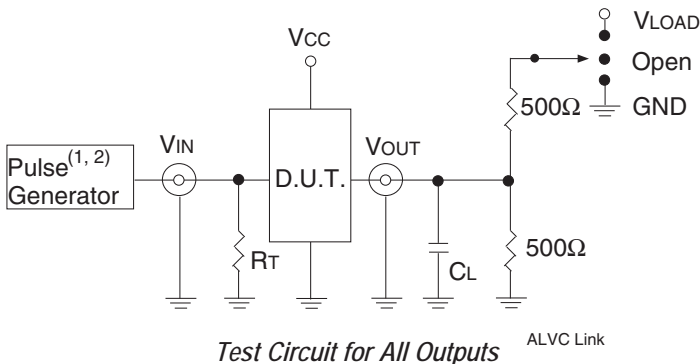 VLOAD
Open
GND
VCC
500Ω
VIN
VOUT
Pulse(1, 2)
Generator
D.U.T.
RT
CL
500Ω
Test Circuit for All Outputs
ALVC Link